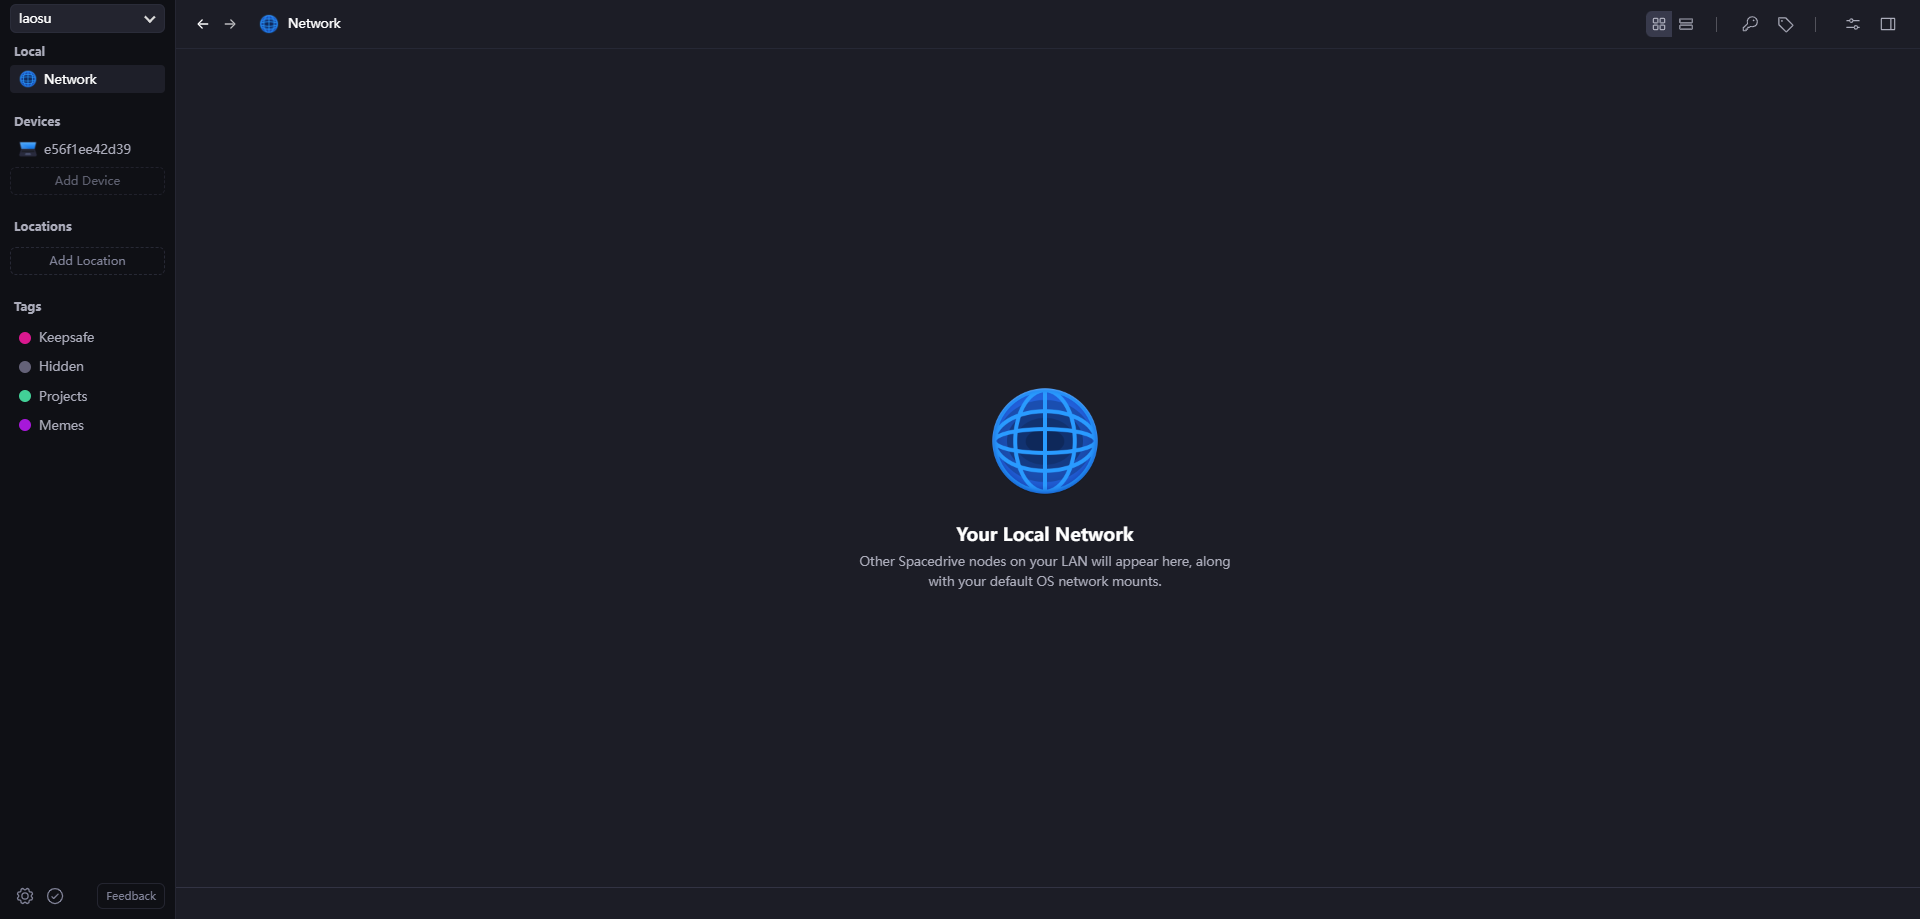 laosu
Local
Network
Devices
e56f1ee42d39
Add Device
Locations
Add Location
Tags
Keepsafe
Hidden
Projects
Memes
Feedback
Network
Your Local Network
Other Spacedrive nodes on your LAN will appear here, along
with your default OS network mounts.